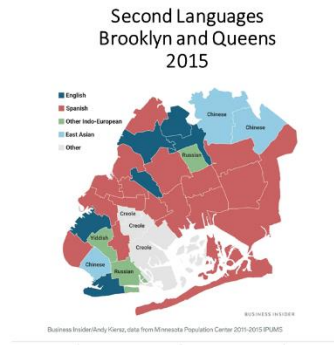 Second Languages
Brooklyn and Queens
2015
English
Spanish
Other Indo-European
East Asian
Other
Chinese
Chinese
Russian
Creole
Creole
Creole
Yiddish
Chinese
Russian
BUSINESS INSIDER
Business Insider/Andy Kiersz, data from Minnesota Population Center 2011-2015 IPUMS